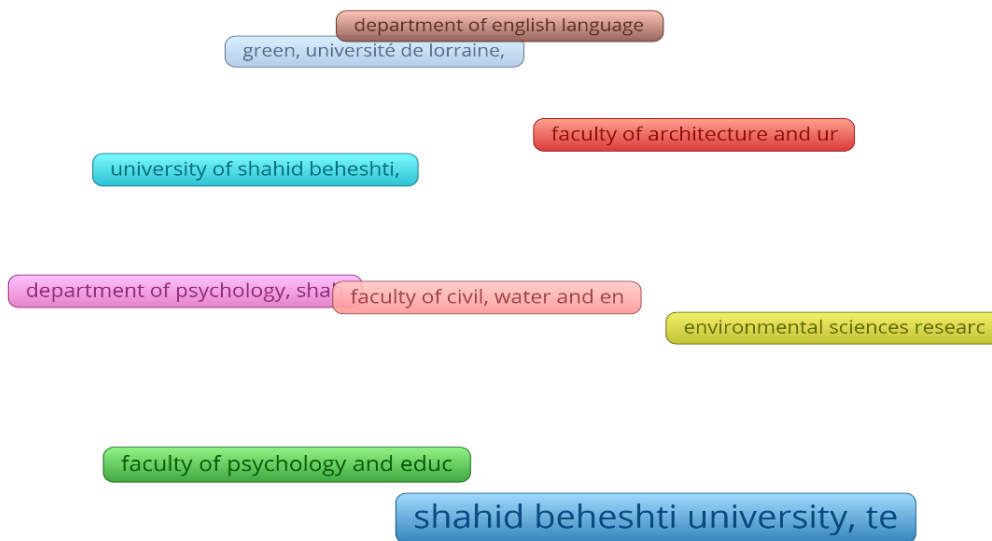 department of english language
green, université de lorraine,
faculty of architecture and ur
university of shahid beheshti,
department of psychology, shah
faculty of civil, water and en
environmental sciences researc
faculty of psychology and educ
shahid beheshti university, te